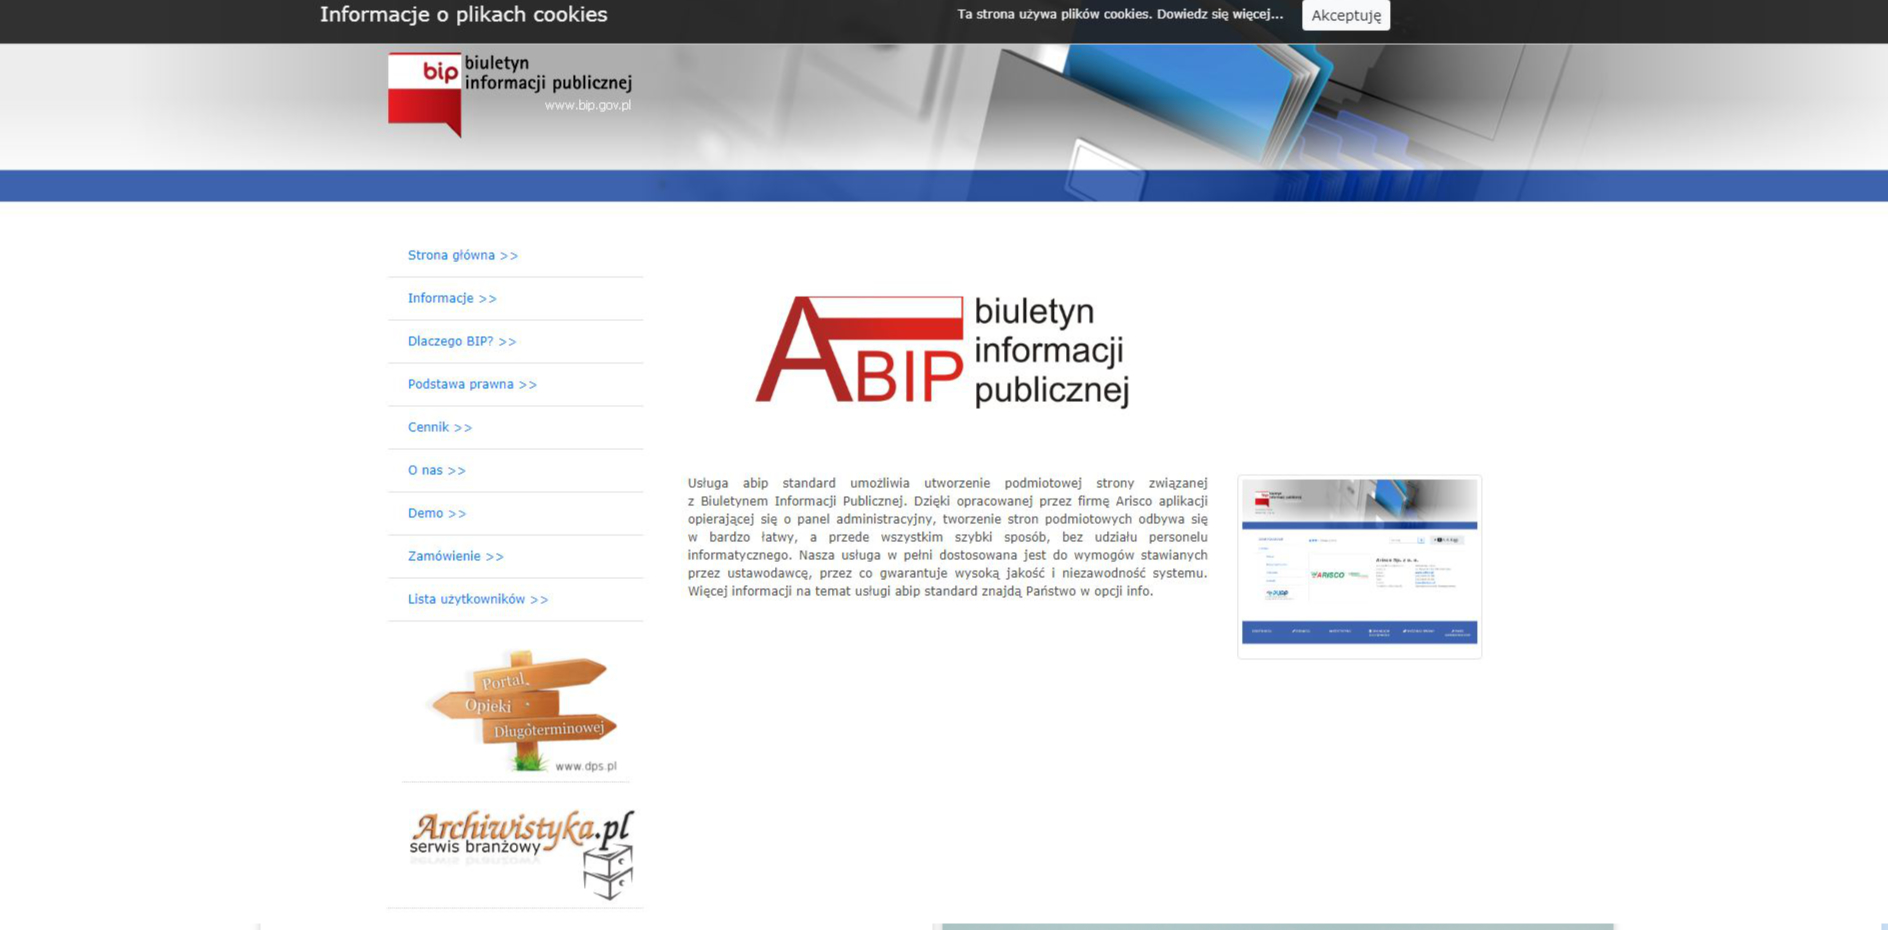 Informacje o plikach cookies
Ta strona używa plików cookies. Dowiedz się więcej...
Akceptuję
bip biuletyn
informacji publicznej
www.bip.gov.pl
Strona główna >>
Informacje >>
Dlaczego BIP? >>
Podstawa prawna >>
Cennik >>
O nas >>
Demo >>
Zamówienie >>
Lista użytkowników >>
Portal
Opieki
Długoterminowej
www.dps.pl
Archiwistyka.pl
serwis branżowy
ABIP
biuletyn
informacji
publicznej
Usługa abip standard umożliwia utworzenie podmiotowej strony związanej
z Biuletynem Informacji Publicznej. Dzięki opracowanej przez firmę Arisco aplikacji
opierającej się o panel administracyjny, tworzenie stron podmiotowych odbywa się
w bardzo łatwy, a przede wszystkim szybki sposób, bez udziału personelu
informatycznego. Nasza usługa w pełni dostosowana jest do wymogów stawianych
przez ustawodawcę, przez co gwarantuje wysoką jakość i niezawodność systemu.
Więcej informacji na temat usługi abip standard znajdą Państwo w opcji info.
ARISCO